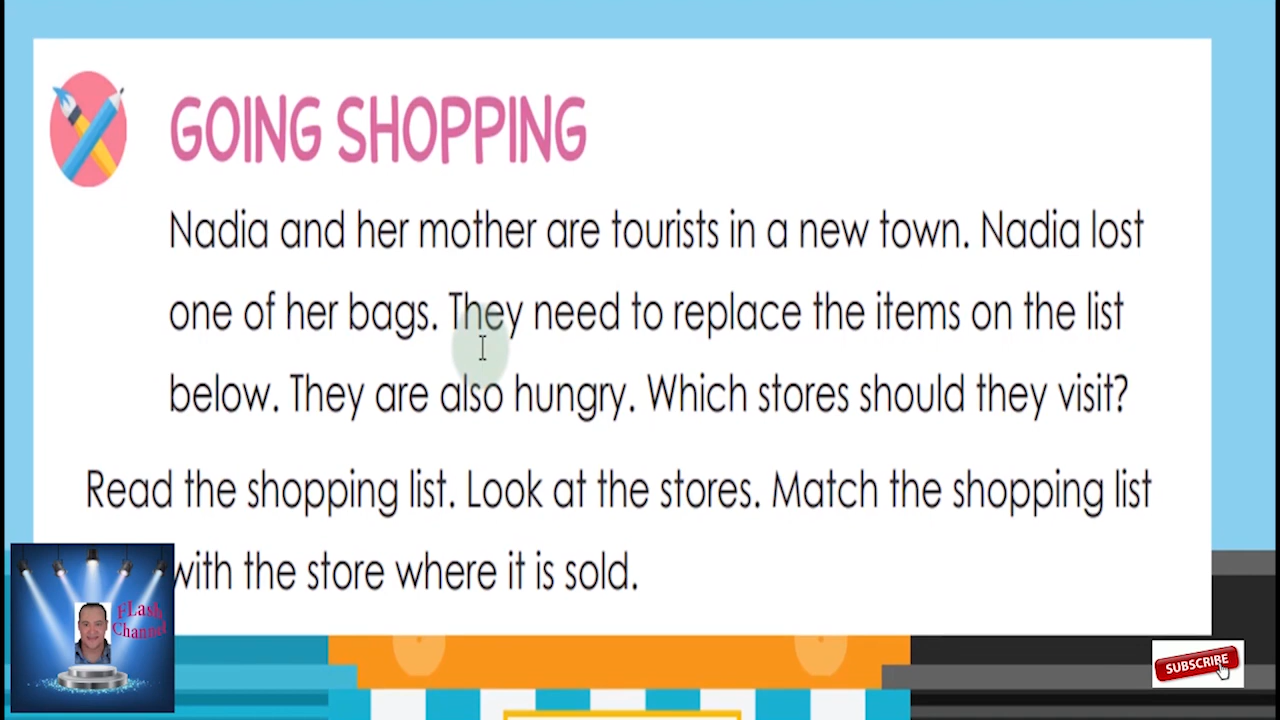 GOING SHOPPING
Nadia and her mother are tourists in a new town. Nadia lost
one of her bags. They need to replace the items on the list
below. They are also hungry. Which stores should they visit?
Read the shopping list. Look at the stores. Match the shopping list
with the store where it is sold.
FLash
Channel
SUBSCRIBE